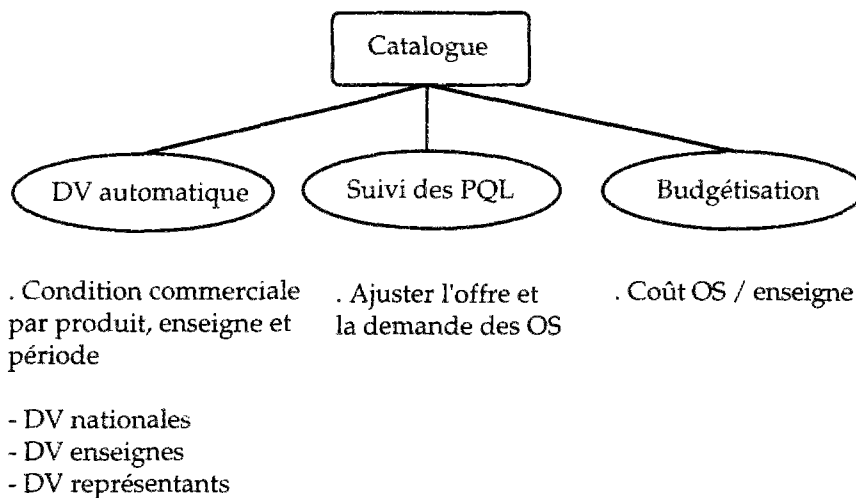 Catalogue
DV automatique
Suivi des PQL
Budgétisation
. Condition commerciale
par produit, enseigne et
période
. Ajuster l'offre et
la demande des OS
. Coût OS / enseigne
- DV nationales
- DV enseignes
- DV représentants